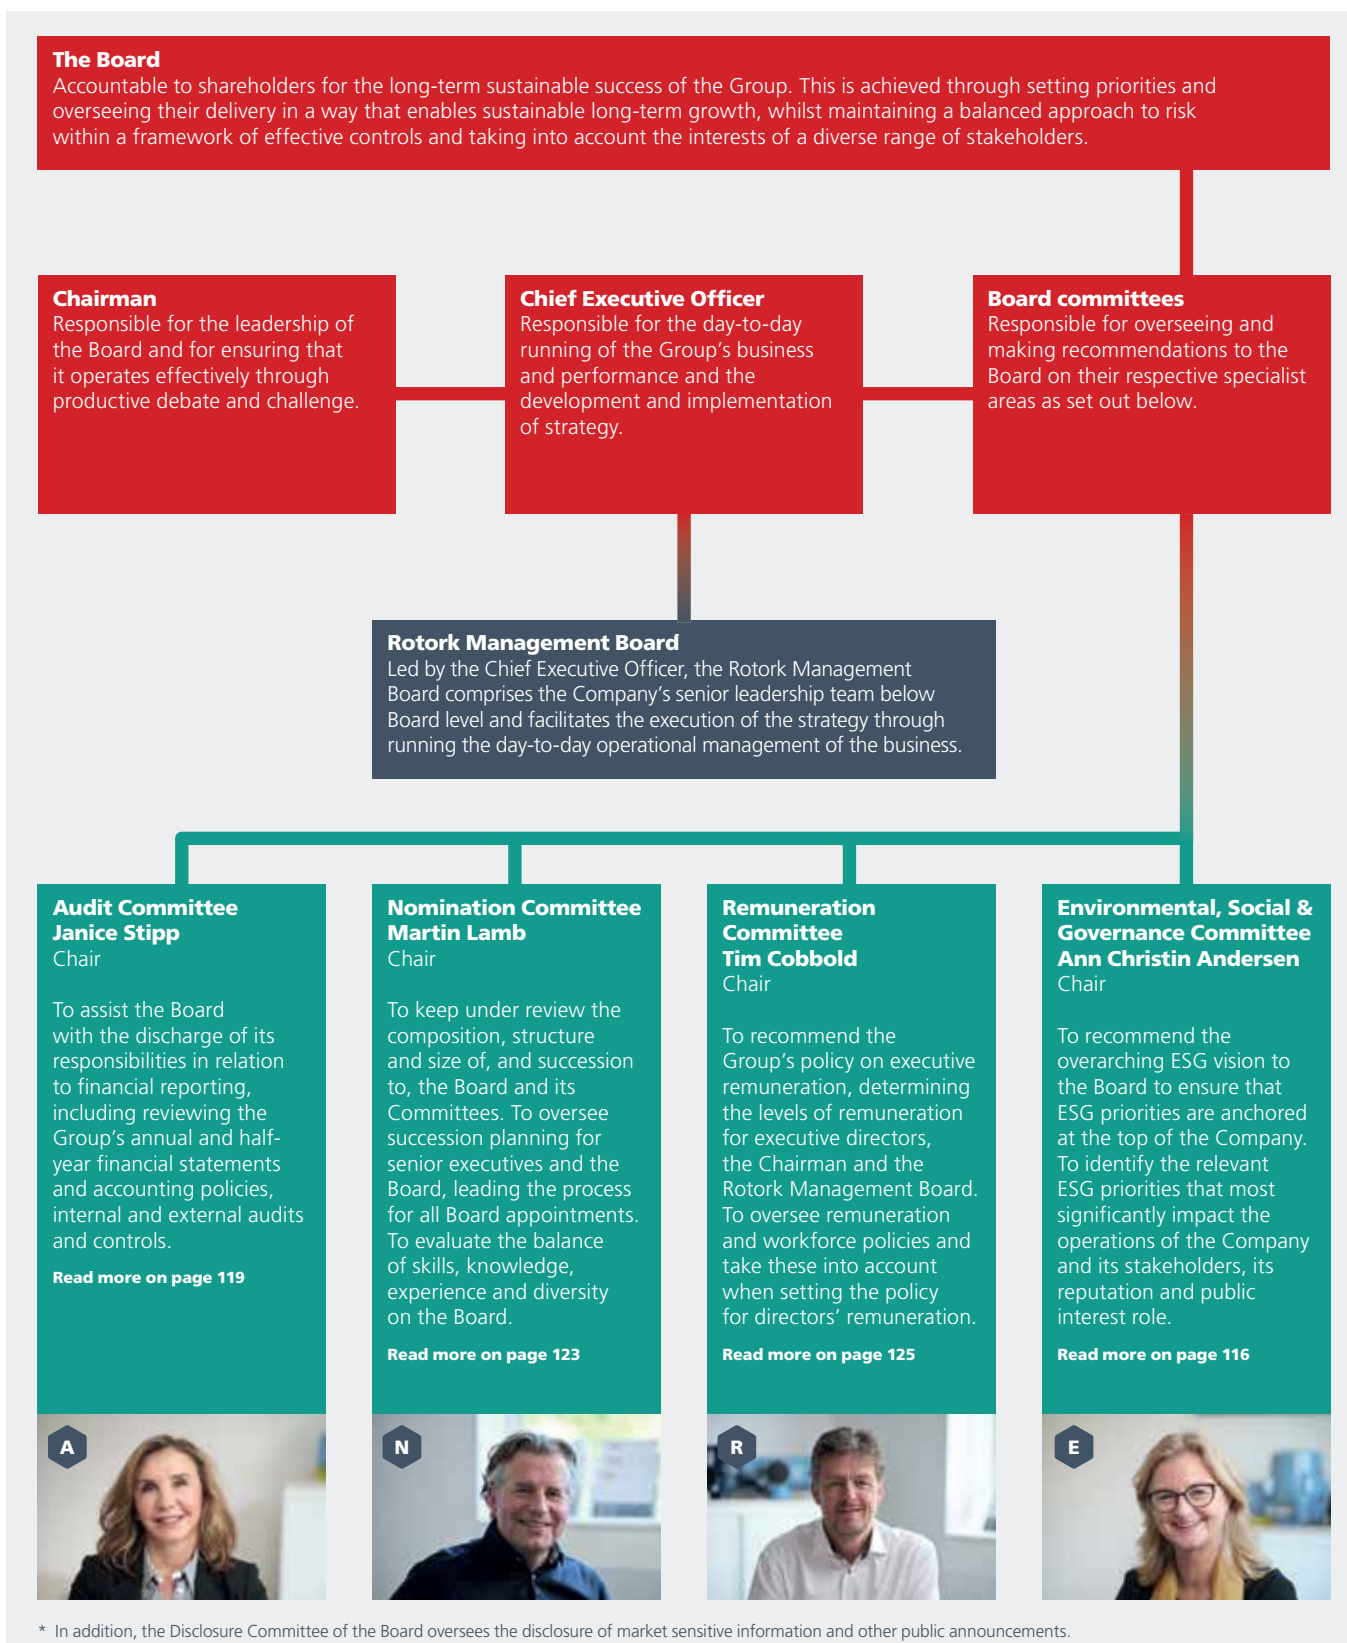 The Board
Accountable to shareholders for the long-term sustainable success of the Group. This is achieved through setting priorities and
overseeing their delivery in a way that enables sustainable long-term growth, whilst maintaining a balanced approach to risk
within a framework of effective controls and taking into account the interests of a diverse range of stakeholders.
Chairman
Responsible for the leadership of
the Board and for ensuring that
it operates effectively through
productive debate and challenge.
Chief Executive Officer
Responsible for the day-to-day
running of the Group's business
and performance and the
development and implementation
of strategy.
Board committees
Responsible for overseeing and
making recommendations to the
Board on their respective specialist
areas as set out below.
Rotork Management Board
Led by the Chief Executive Officer, the Rotork Management
Board comprises the Company's senior leadership team below
Board level and facilitates the execution of the strategy through
running the day-to-day operational management of the business.
Audit Committee
Janice Stipp
Chair
To assist the Board
with the discharge of its
responsibilities in relation
to financial reporting,
including reviewing the
Group's annual and half-
year financial statements
and accounting policies,
internal and external audits
and controls.
Read more on page 119
A
Nomination Committee
Martin Lamb
Chair
To keep under review the
composition, structure
and size of, and succession
to, the Board and its
Committees. To oversee
succession planning for
senior executives and the
Board, leading the process
for all Board appointments.
To evaluate the balance
of skills, knowledge,
experience and diversity
on the Board.
Read more on page 123
N
Remuneration
Committee
Tim Cobbold
Chair
To recommend the
Group's policy on executive
remuneration, determining
the levels of remuneration
for executive directors,
the Chairman and the
Rotork Management Board.
To oversee remuneration
and workforce policies and
take these into account
when setting the policy
for directors' remuneration.
Read more on page 125
R
Environmental, Social &
Governance Committee
Ann Christin Andersen
Chair
To recommend the
overarching ESG vision to
the Board to ensure that
ESG priorities are anchored
at the top of the Company.
To identify the relevant
ESG priorities that most
significantly impact the
operations of the Company
and its stakeholders, its
reputation and public
interest role.
Read more on page 116
E
* In addition, the Disclosure Committee of the Board oversees the disclosure of market sensitive information and other public announcements.